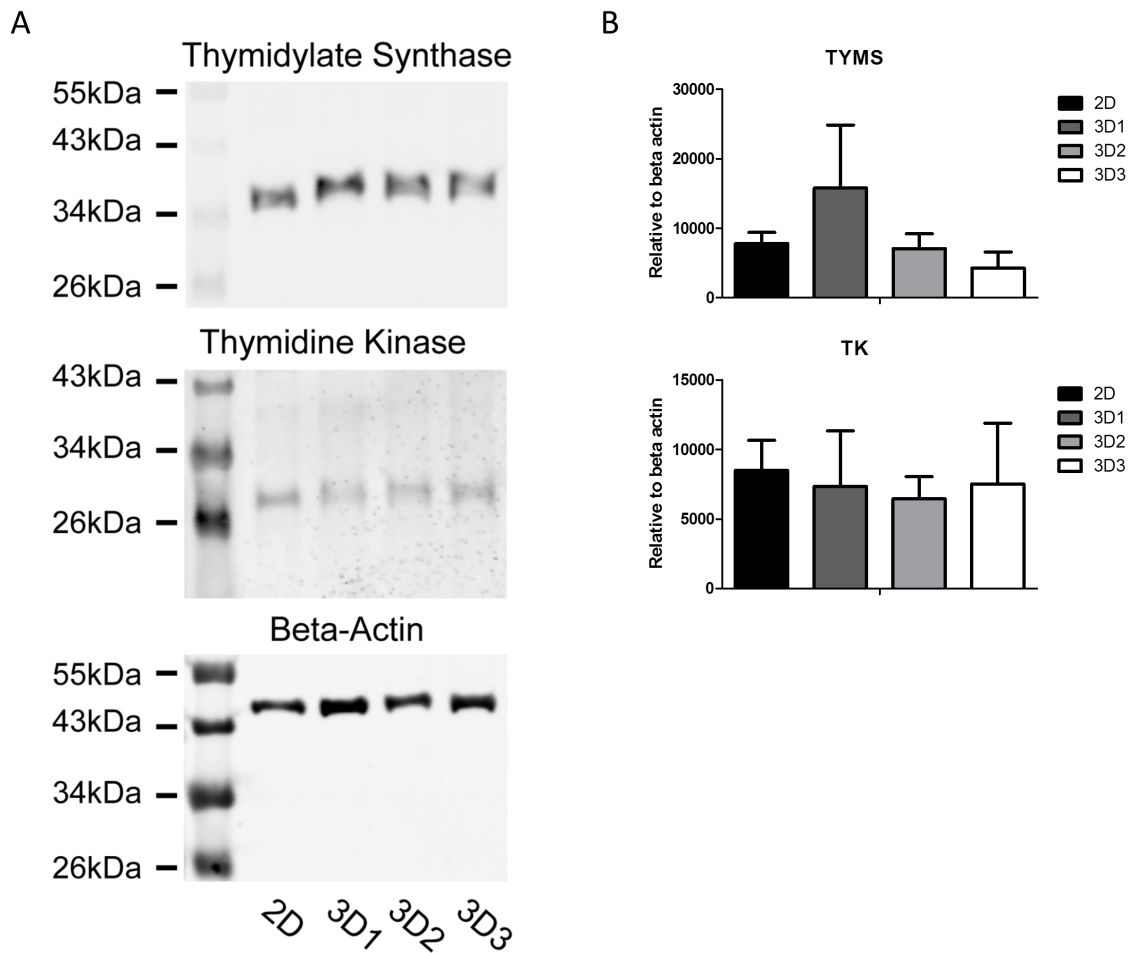 A
Thymidylate Synthase
55kDa
43kDa
34kDa
26kDa
Thymidine Kinase
43kDa
34kDa
26kDa
Beta-Actin
55kDa
43kDa
34kDa
26kDa
2D 3D1 3D2 3D3
B
TYMS
Relative to beta actin
30000
20000
10000
0
2D
3D1
3D2
3D3
TK
Relative to beta actin
15000
10000
5000
0
2D
3D1
3D2
3D3